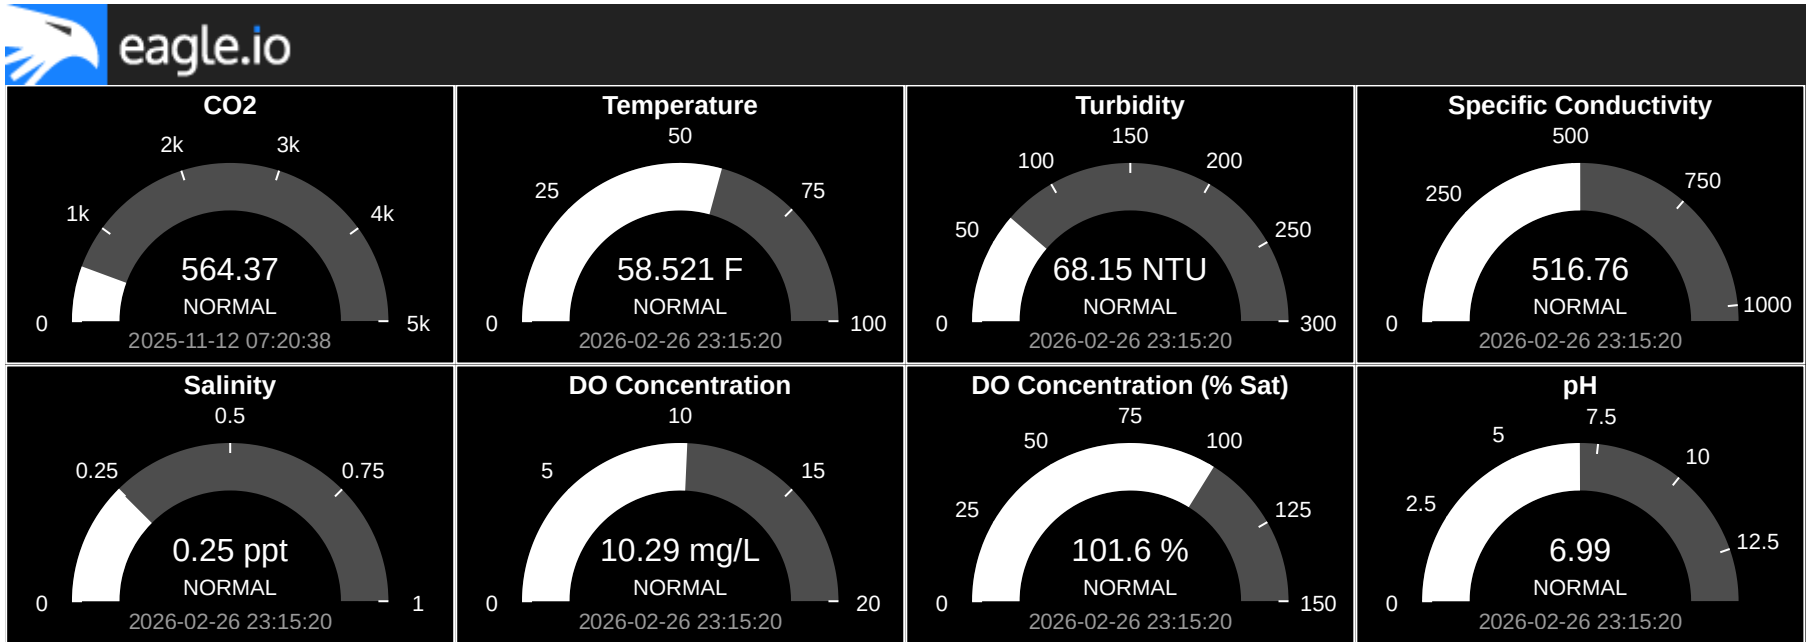 eagle.io
CO2
2k
3k
1k
4k
564.37
NORMAL
0
5k
2025-11-12 07:20:38
Temperature
50
25
75
58.521 F
NORMAL
0
100
2026-02-26 23:15:20
Turbidity
150
100
200
50
250
68.15 NTU
NORMAL
0
300
2026-02-26 23:15:20
Specific Conductivity
500
250
750
516.76
NORMAL
1000
0
2026-02-26 23:15:20
Salinity
0.5
0.25
0.75
0.25 ppt
NORMAL
0
1
2026-02-26 23:15:20
DO Concentration
10
5
15
10.29 mg/L
NORMAL
0
20
2026-02-26 23:15:20
DO Concentration (% Sat)
75
50
100
25
125
101.6 %
NORMAL
0
150
2026-02-26 23:15:20
pH
7.5
5
10
2.5
12.5
6.99
NORMAL
0
2026-02-26 23:15:20